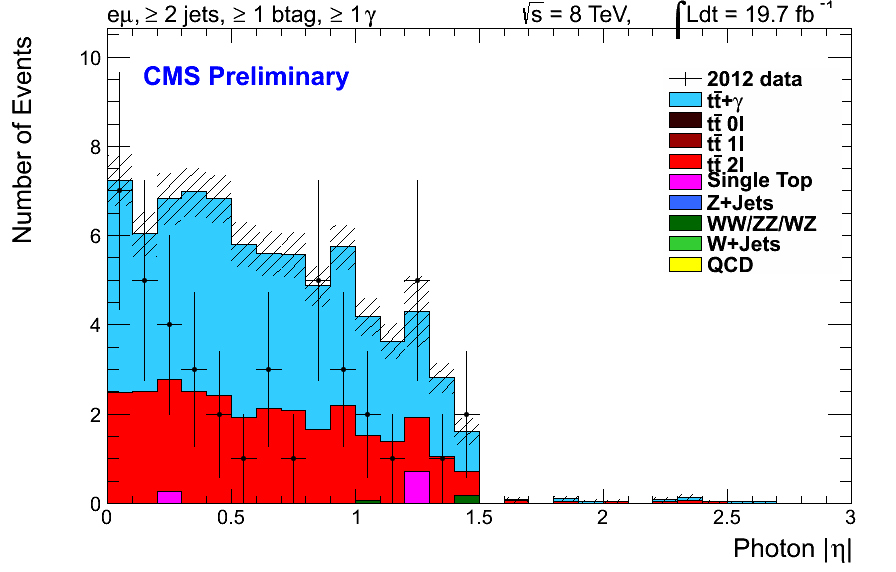 eμ, ≥ 2 jets, ≥ 1 btag, ≥ 1 γ
√s = 8 TeV, ∫Ldt = 19.7 fb⁻¹
CMS Preliminary
Number of Events
10
8
6
4
2
0
2012 data
tt̄+γ
tt̄ 0l
tt̄ 1l
tt̄ 2l
Single Top
Z+Jets
WW/ZZ/WZ
W+Jets
QCD
0 0.5 1 1.5 2 2.5 3
Photon |η|